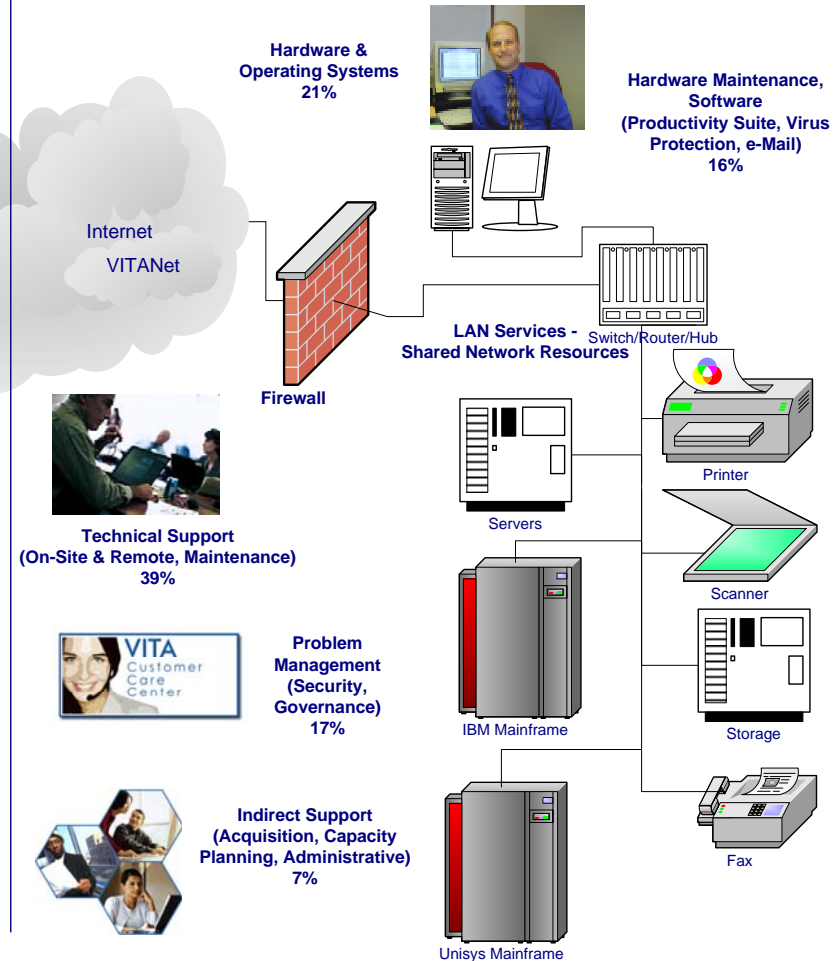 Hardware &
Operating Systems
21%
Hardware Maintenance,
Software
(Productivity Suite, Virus
Protection, e-Mail)
16%
Internet
VITANet
LAN Services -
Shared Network Resources
Switch/Router/Hub
Firewall
Printer
Servers
Technical Support
(On-Site & Remote, Maintenance)
39%
Scanner
VITA
Customer
Care
Center
Problem
Management
(Security,
Governance)
17%
IBM Mainframe
Storage
Indirect Support
(Acquisition, Capacity
Planning, Administrative)
7%
Fax
Unisys Mainframe